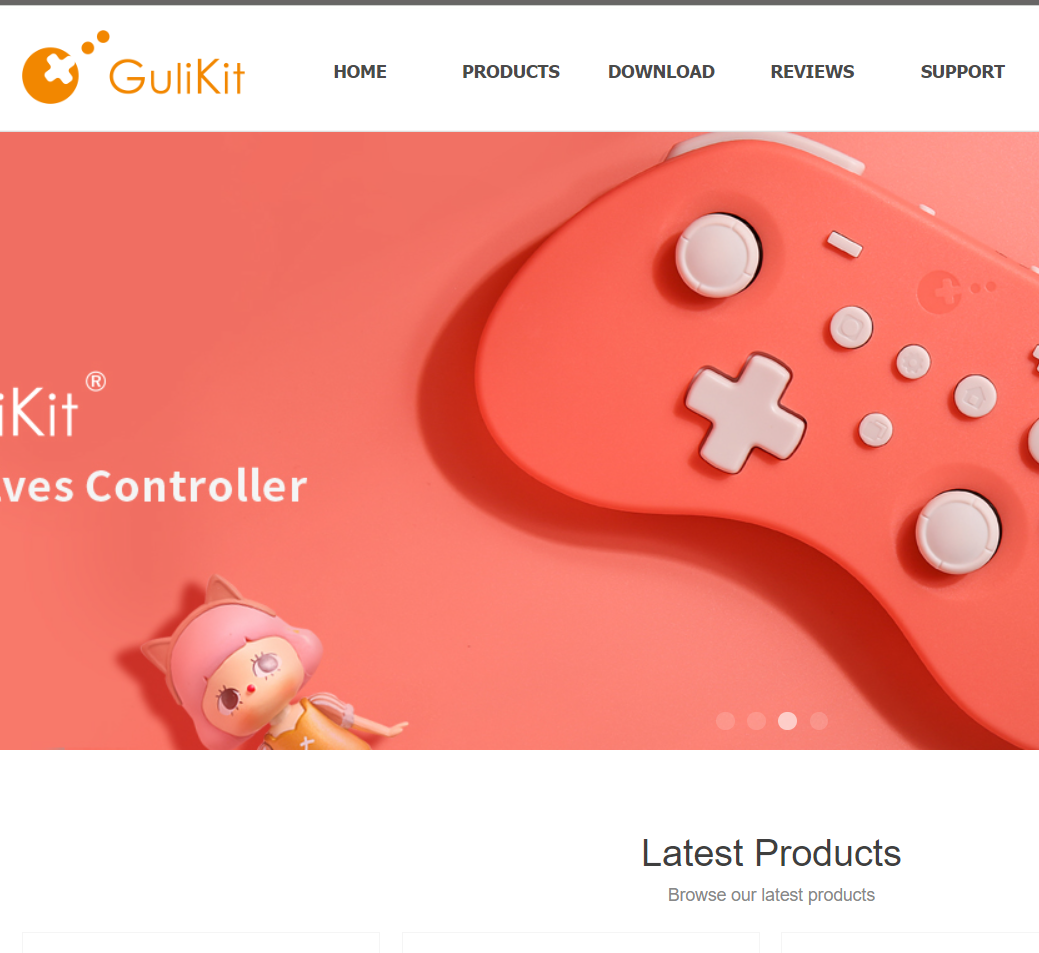 GuliKit
HOME
PRODUCTS
DOWNLOAD
REVIEWS
SUPPORT
iKit®
ves Controller
Latest Products
Browse our latest products